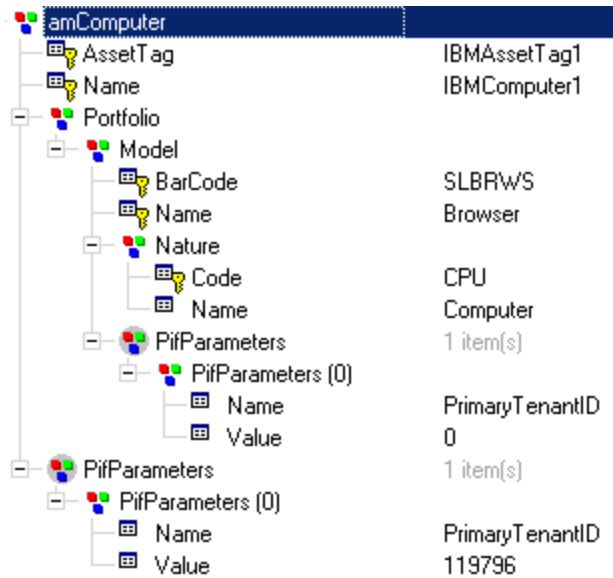 amComputer
AssetTag IBMAssetTag1
Name IBMComputer1
Portfolio
Model
BarCode SLBRWS
Name Browser
Nature
Code CPU
Name Computer
PifParameters 1 item(s)
PifParameters (0)
Name PrimaryTenantID
Value 0
PifParameters 1 item(s)
PifParameters (0)
Name PrimaryTenantID
Value 119796